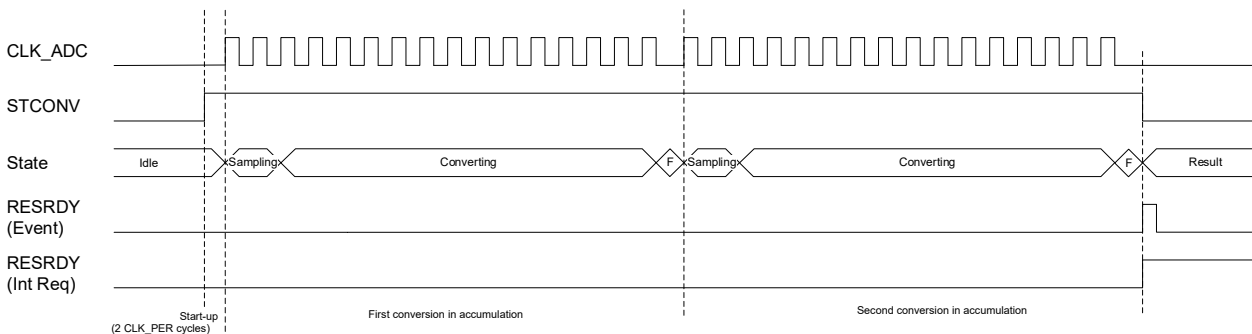 CLK_ADC
STCONV
State
Idle
Sampling
Converting
F
Sampling
Converting
F
Result
RESRDY
(Event)
RESRDY
(Int Req)
Start-up
(2 CLK_PER cycles)
First conversion in accumulation
Second conversion in accumulation